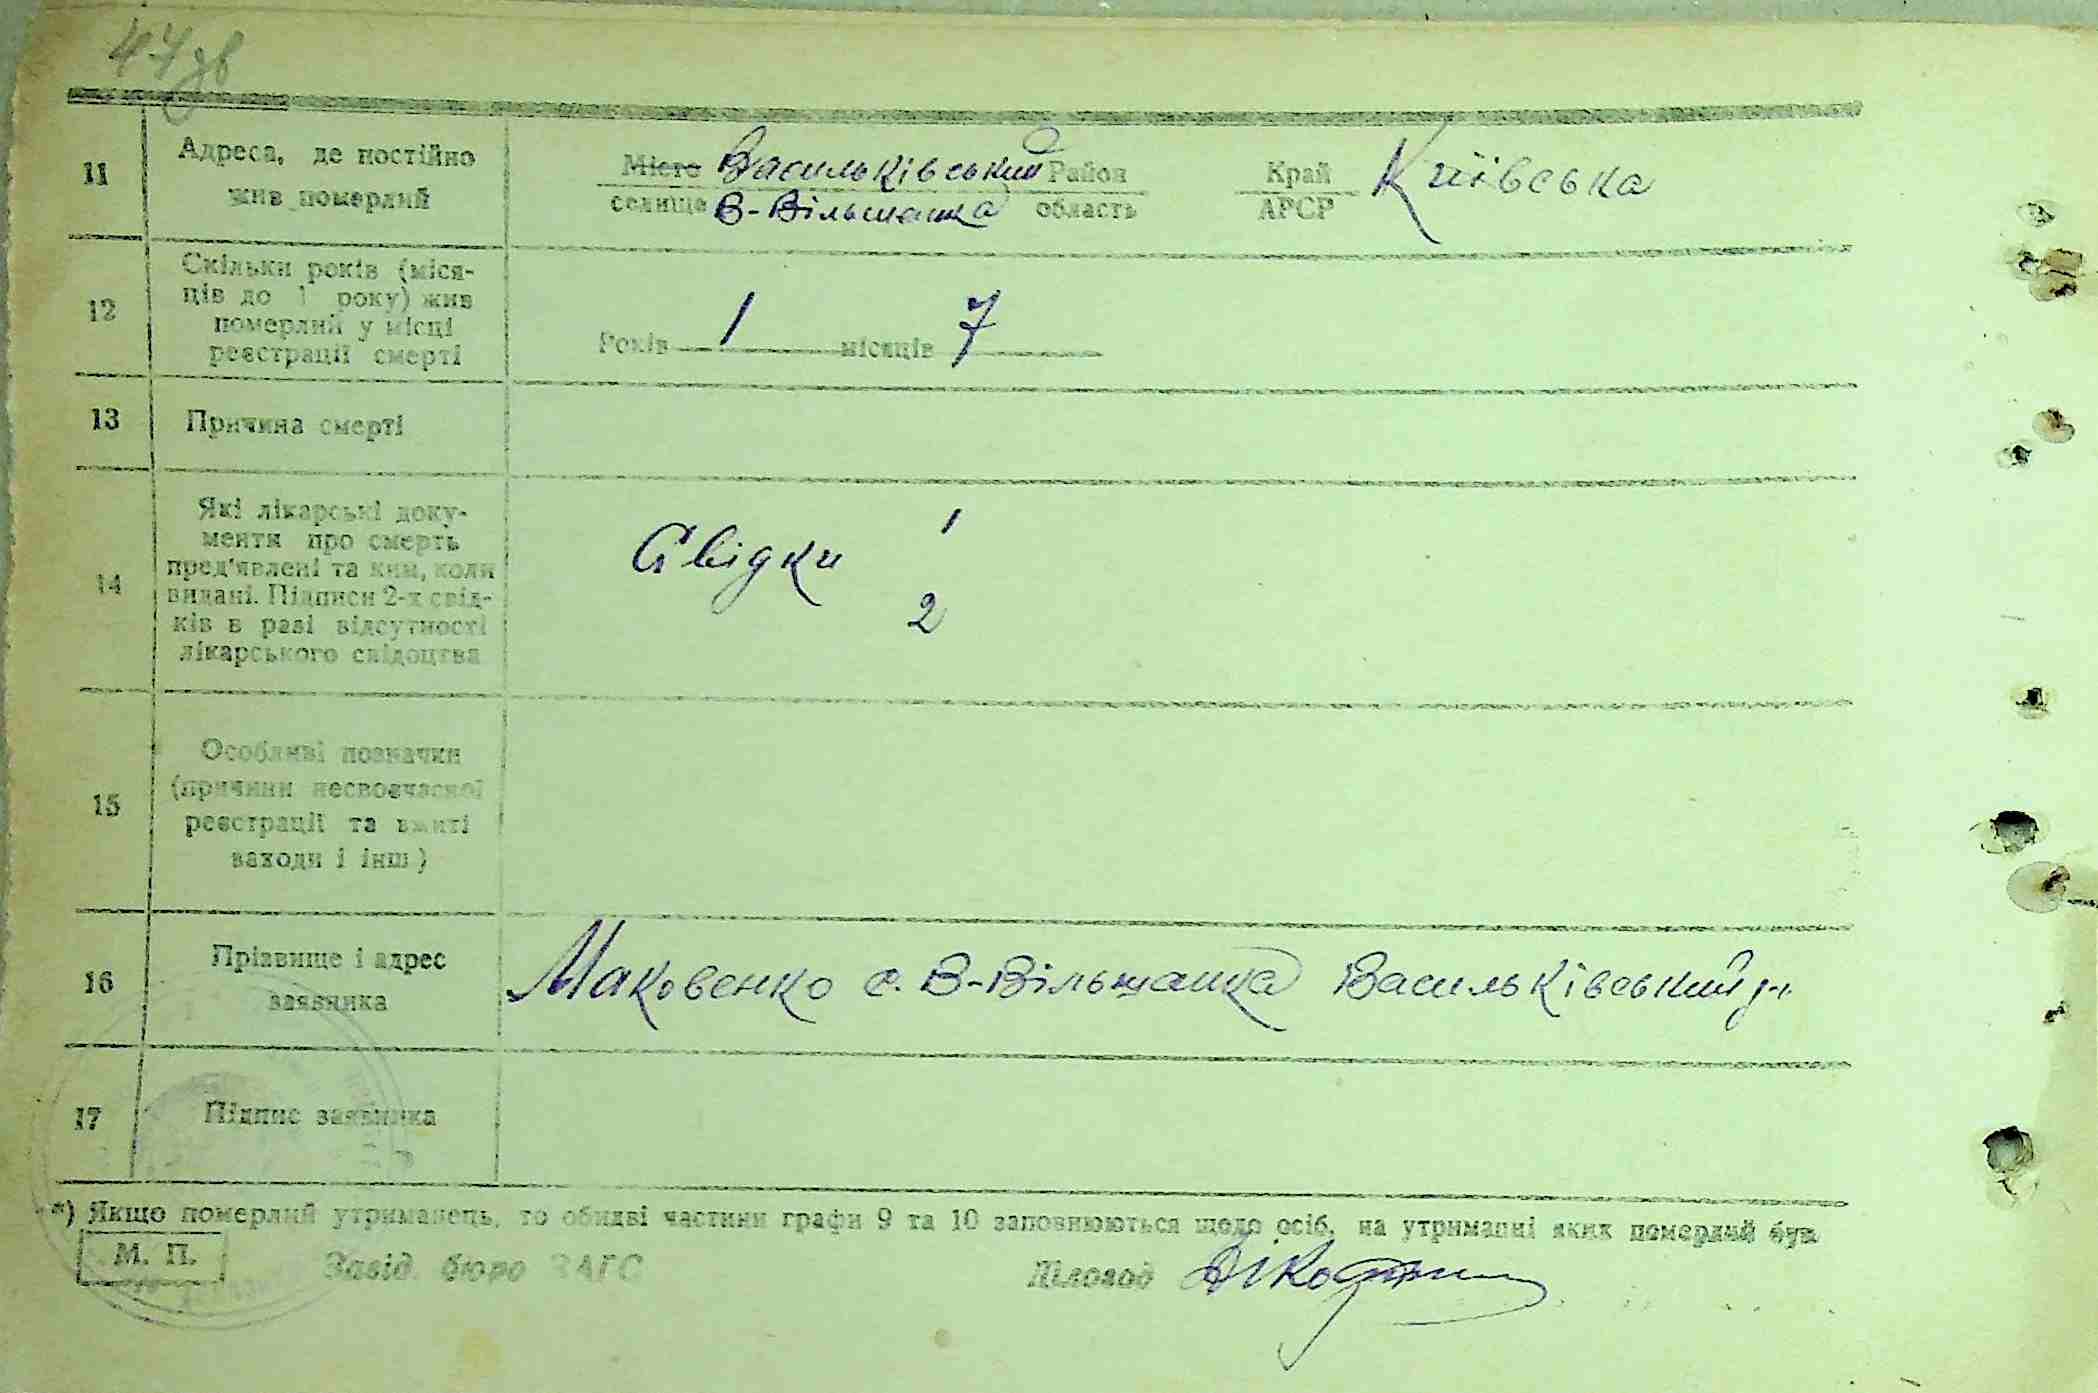 44 зв
11
Адреса, де постійно
жив померлий
Місто Васильківський Район
селище В-Вільшанка область
Край
АРСР
Київська
12
Скільки років (міся-
ців до 1 року) жив
померлий у місці
реєстрації смерті
Років 1 місяців 7
13
Причина смерті
14
Які лікарські доку-
менти про смерть
пред'явлені та ким, коли
видані. Підписи 2-х свід-
ків в разі відсутності
лікарського свідоцтва
Свідки 1
2
15
Особливі позначки
(причини несвоєчасної
реєстрації та вжиті
заходи і інш)
16
Прізвище і адрес
заявника
Маковенко с. В-Вільшанка Васильківський р-н
17
Підпис заявника
*) Якщо померлий утриманець, то обидві частини графи 9 та 10 заповнюються щодо осіб, на утриманні яких померлий був
М. П.
Завід. бюро ЗАГС
Діловод